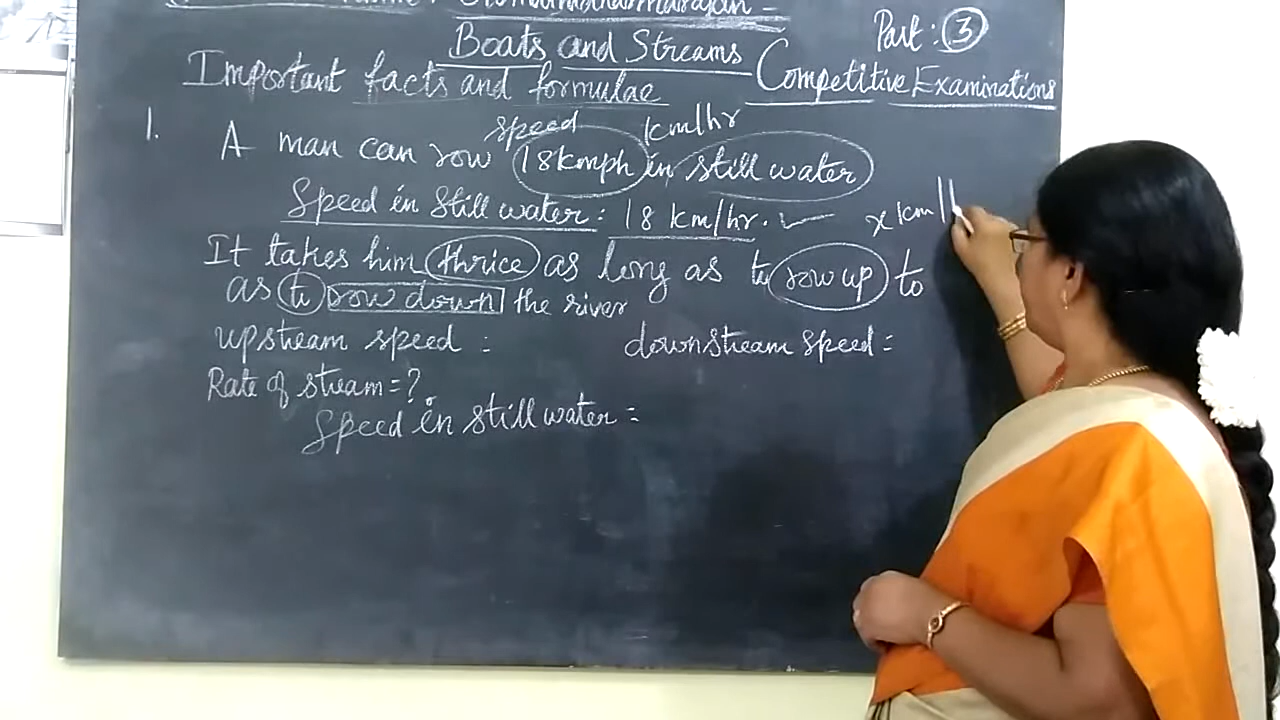 Boats and Streams
Part : 3
Important facts and formulae
Competitive Examinations
speed km/hr
1. A man can row 18kmph in still water
Speed in Still water : 18 km/hr.
x km/
It takes him thrice as long as to row up to
as to row down the river
upstream speed :
downstream speed =
Rate of stream = ?
Speed in still water =